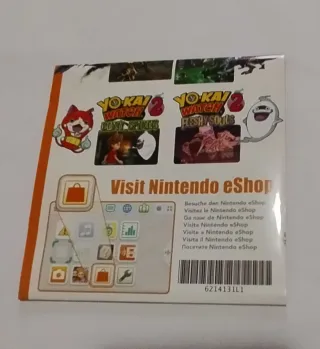 YO-KAI
WATCH 2
BONY SPIRITS
YO-KAI
WATCH 2
FLESHY SOULS
Visit Nintendo eShop
Besuche den Nintendo eShop
Visitez le Nintendo eShop
Ga naar de Nintendo eShop
Visita Nintendo eShop
Visite a Nintendo eShop
Visita il Nintendo eShop
Посетите Nintendo eShop
6214131L1